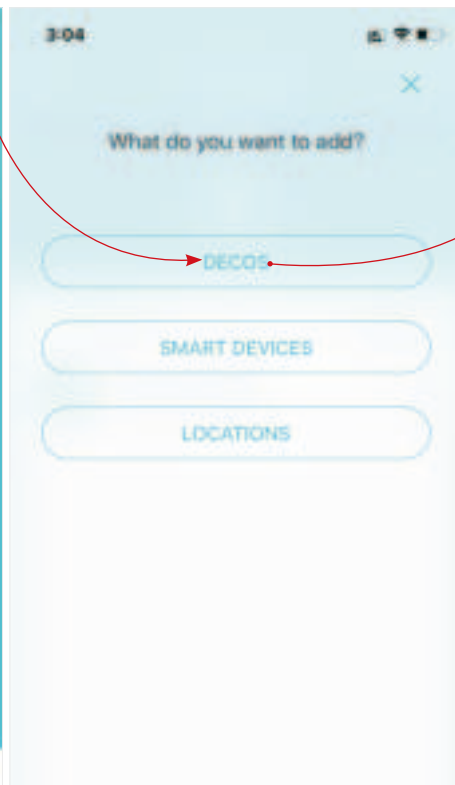 3:04
What do you want to add?
DECOS
SMART DEVICES
LOCATIONS